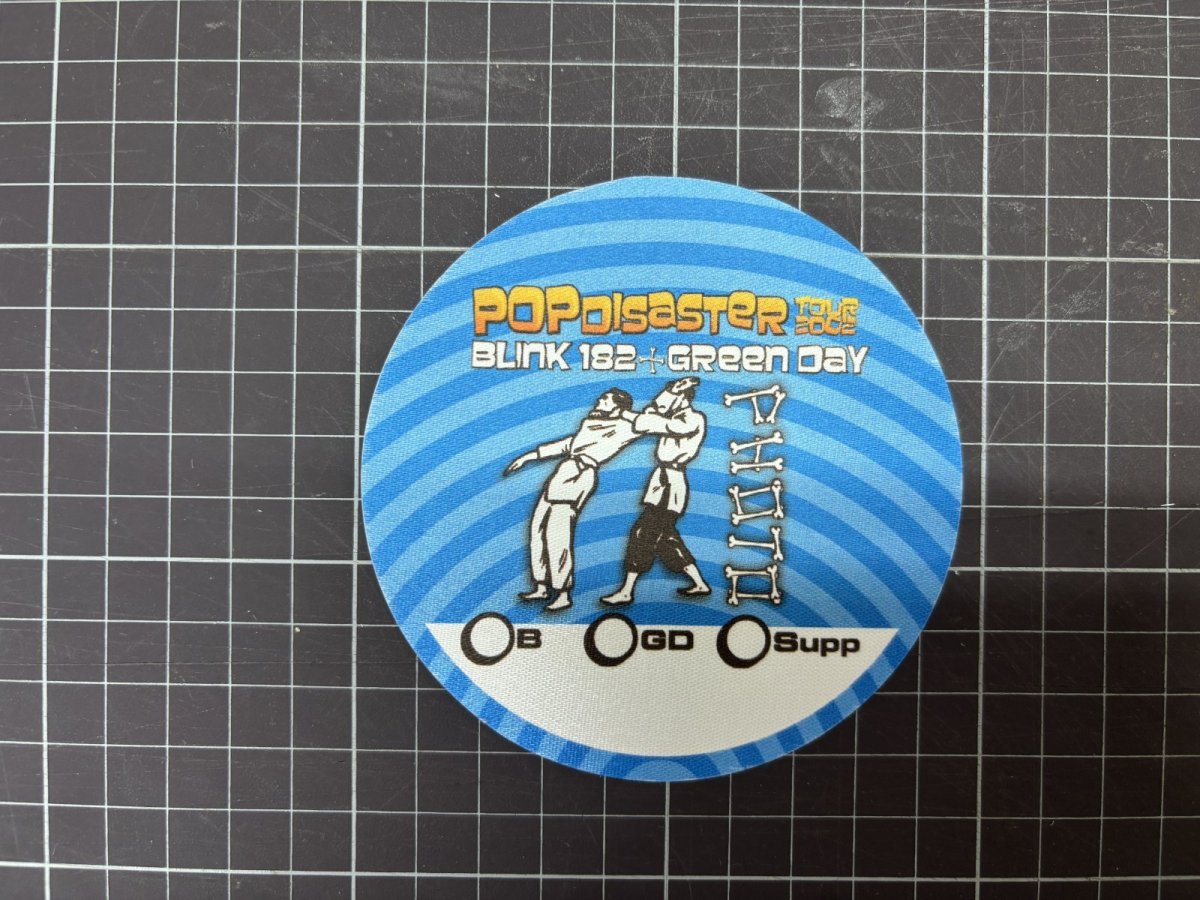 POPDISASTER TOUR 2002
BLINK 182+GREEN DAY
PHOTO
B GD Supp